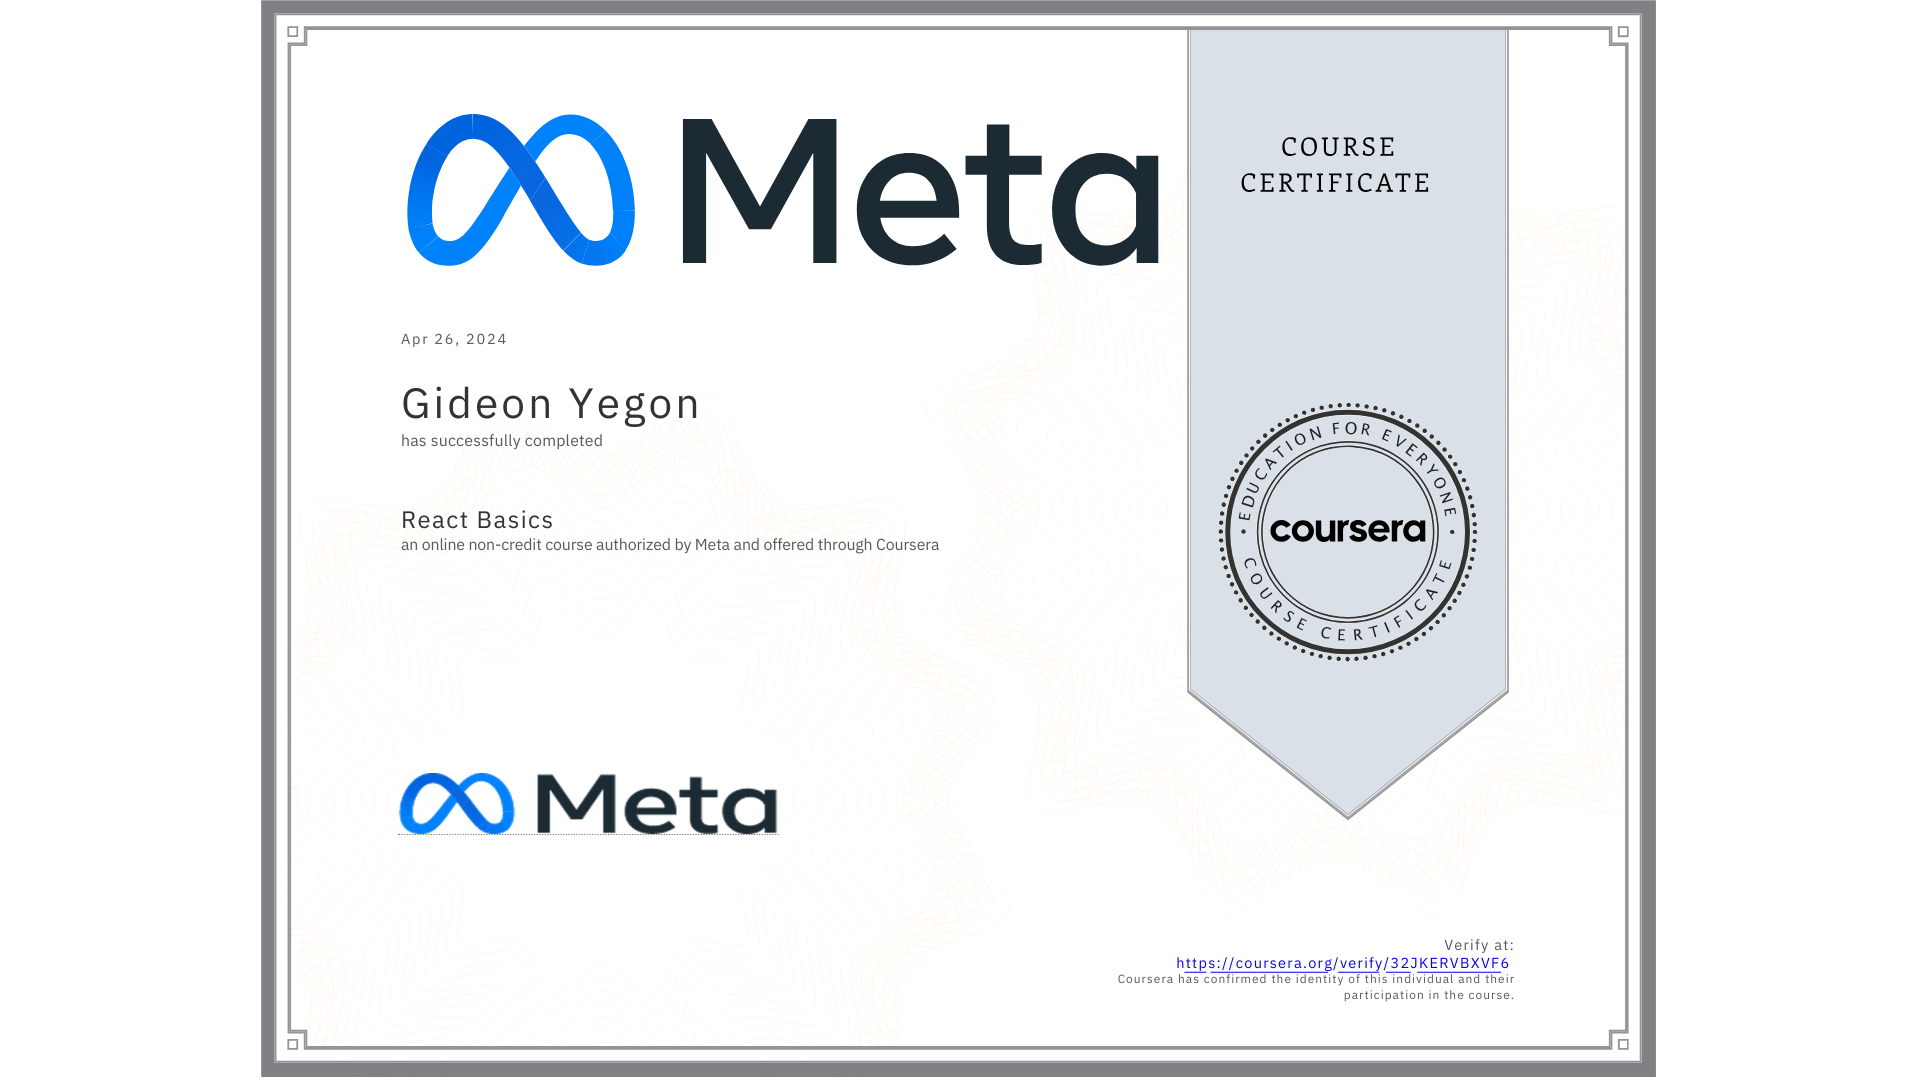 Meta
COURSE
CERTIFICATE
Apr 26, 2024
Gideon Yegon
has successfully completed
React Basics
an online non-credit course authorized by Meta and offered through Coursera
EDUCATION FOR EVERYONE
coursera
COURSE CERTIFICATE
Meta
Verify at:
https://coursera.org/verify/32JKERVBXVF6
Coursera has confirmed the identity of this individual and their
participation in the course.